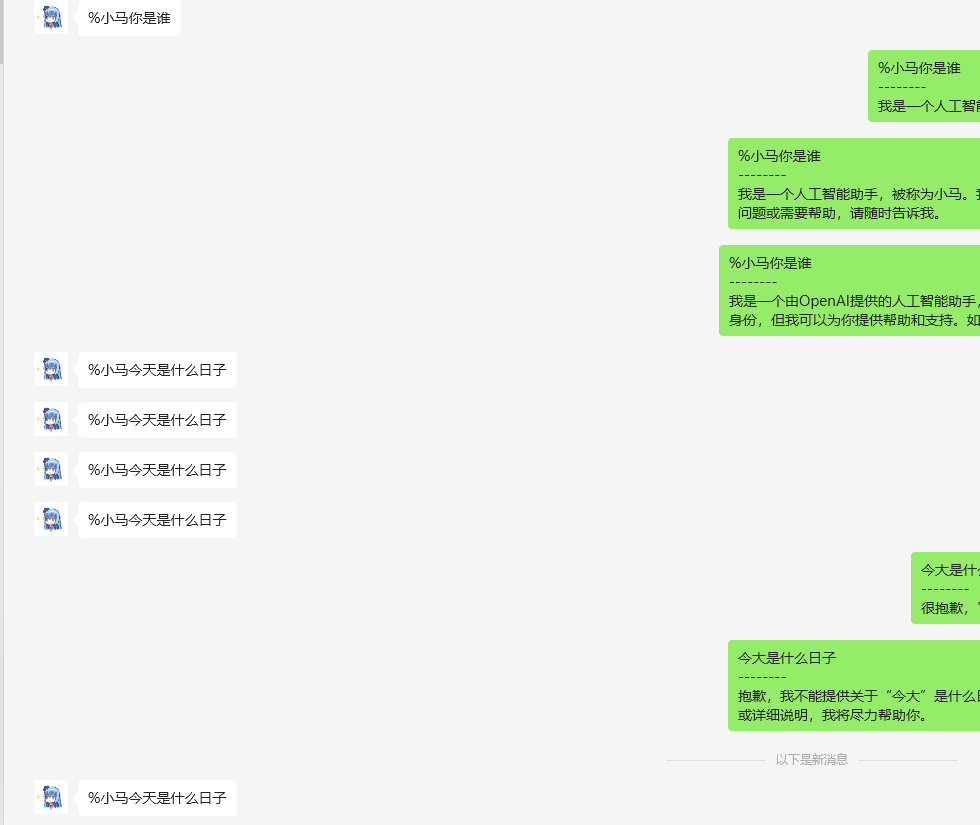 %小马你是谁
%小马你是谁
--------
我是一个人工智
%小马你是谁
--------
我是一个人工智能助手，被称为小马。
问题或需要帮助，请随时告诉我。
%小马你是谁
--------
我是一个由OpenAI提供的人工智能助手，
身份，但我可以为你提供帮助和支持。如
%小马今天是什么日子
%小马今天是什么日子
%小马今天是什么日子
%小马今天是什么日子
今大是什
--------
很抱歉，"
今大是什么日子
--------
抱歉，我不能提供关于“今大”是什么
或详细说明，我将尽力帮助你。
以下是新消息
%小马今天是什么日子